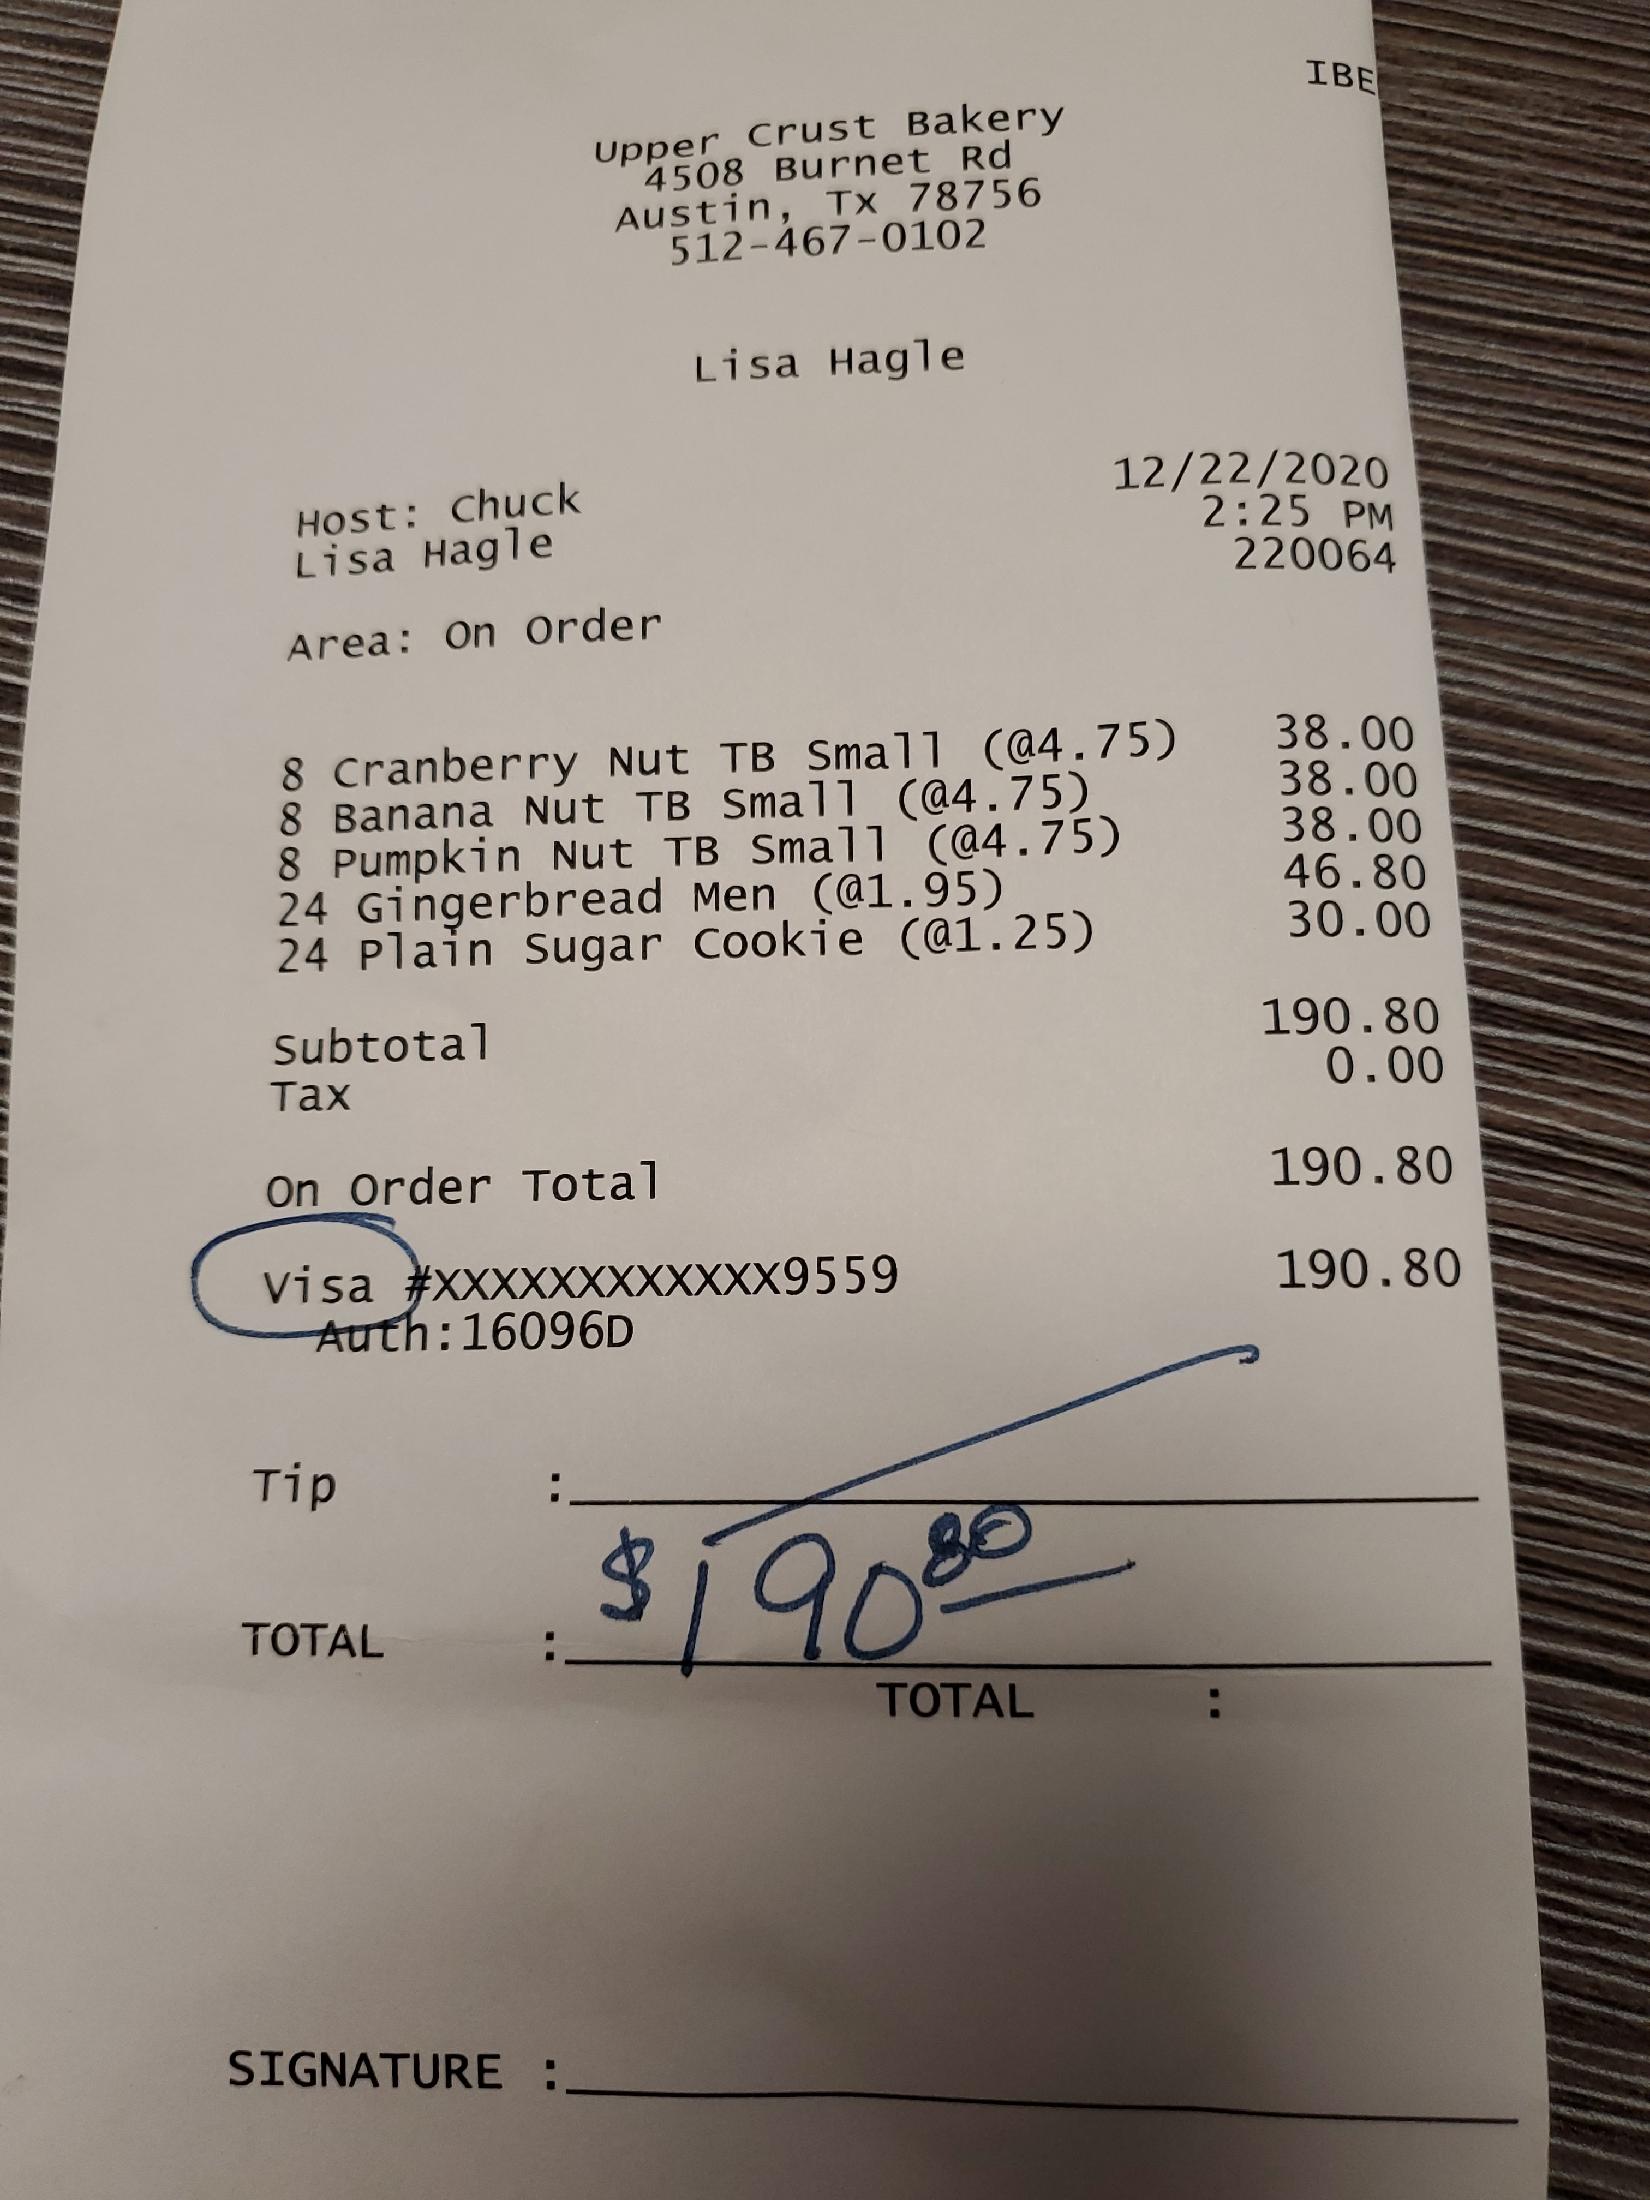 IBE
Upper Crust Bakery
4508 Burnet Rd
Austin, Tx 78756
512-467-0102
Lisa Hagle
12/22/2020
Host: Chuck 2:25 PM
Lisa Hagle 220064
Area: On Order
8 Cranberry Nut TB Small (@4.75) 38.00
8 Banana Nut TB Small (@4.75) 38.00
8 Pumpkin Nut TB Small (@4.75) 38.00
24 Gingerbread Men (@1.95) 46.80
24 Plain Sugar Cookie (@1.25) 30.00
Subtotal 190.80
Tax 0.00
On Order Total 190.80
Visa #XXXXXXXXXXXX9559 190.80
Auth:16096D
Tip :
TOTAL : $190 80
TOTAL :
SIGNATURE :